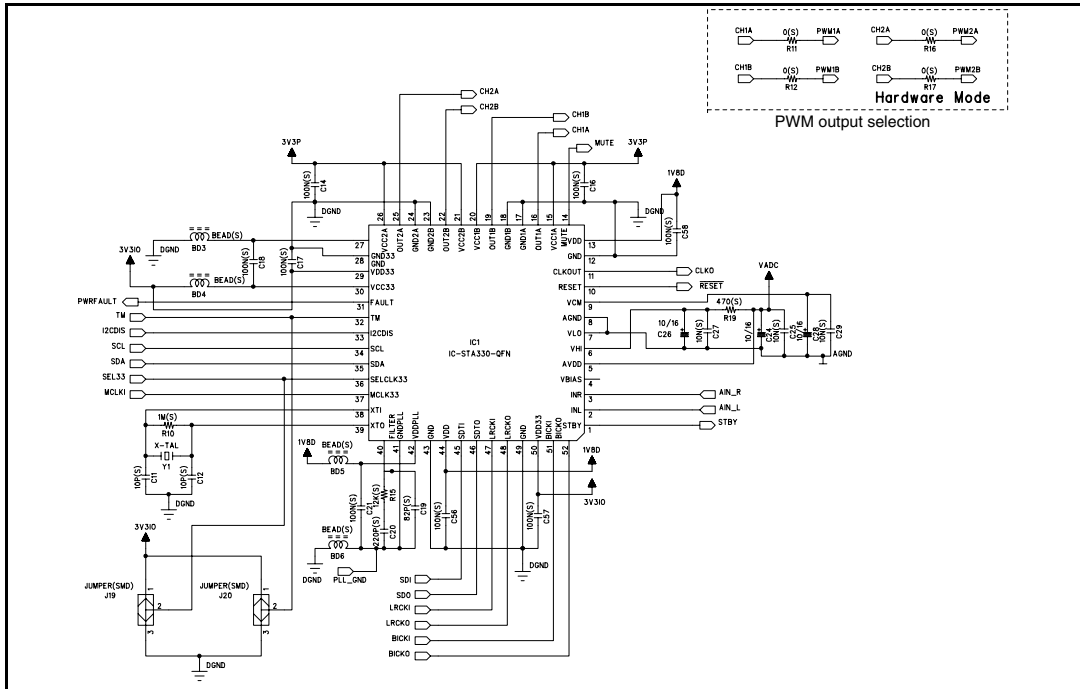 CH1A 0(S) R11 PWM1A CH2A 0(S) R16 PWM2A
CH1B 0(S) R12 PWM1B CH2B 0(S) R17 PWM2B
Hardware Mode
PWM output selection
CH2A
CH2B
CH1B
CH1A
MUTE
3V3P
3V3P
100N(S) C14
DGND
100N(S) C16
DGND
1V8D
100N(S) C58
26 25 24 23 22 21 20 19 18 17 16 15 14
VCC2A OUT2A GND2A GND2B OUT2B VCC2B VCC1B OUT1B GND1B GND1A OUT1A VCC1A MUTE
BEAD(S)
BD3
DGND
3V3IO
BEAD(S)
BD4
100N(S) C18
100N(S) C17
27
GND33
28
VDD33
29
VCC33
30
PWRFAULT
FAULT
31
TM
TM
32
I2CDIS
I2CDIS
33
SCL
SCL
34
SDA
SDA
35
SEL33
SELCLK33
36
MCLKI
MCLK33
37
XTI
38
XTO
39
IC1
IC-STA330-QFN
VDD
13
GND
12
CLKOUT
11
CLKO
RESET
10
RESET
VCM
9
AGND
8
VLO
7
VHI
6
AVDD
5
VBIAS
4
INR
3
AIN_R
INL
2
AIN_L
STBY
1
STBY
VADC
470(S)
R19
10/16 C26
10N(S) C27
10/16 C24
10N(S) C25
10/16 C28
10N(S) C29
AGND
1M(S)
R10
X-TAL
Y1
10P(S) C11
10P(S) C12
DGND
FILTER GNDPLL VDDPLL GND VDD SDTI SDTO LRCKI LRCKO GND VDD33 BICKI BICKO
40 41 42 43 44 45 46 47 48 49 50 51 52
1V8D
BEAD(S)
BD5
100N(S) C21
12K(S) R15
220P(S) C20
82P(S) C19
BEAD(S)
BD6
DGND
PLL_GND
100N(S) C56
100N(S) C57
1V8D
3V3IO
DGND
3V3IO
JUMPER(SMD)
J19
1
2
3
JUMPER(SMD)
J20
1
2
3
DGND
SDI
SDO
LRCKI
LRCKO
BICKI
BICKO